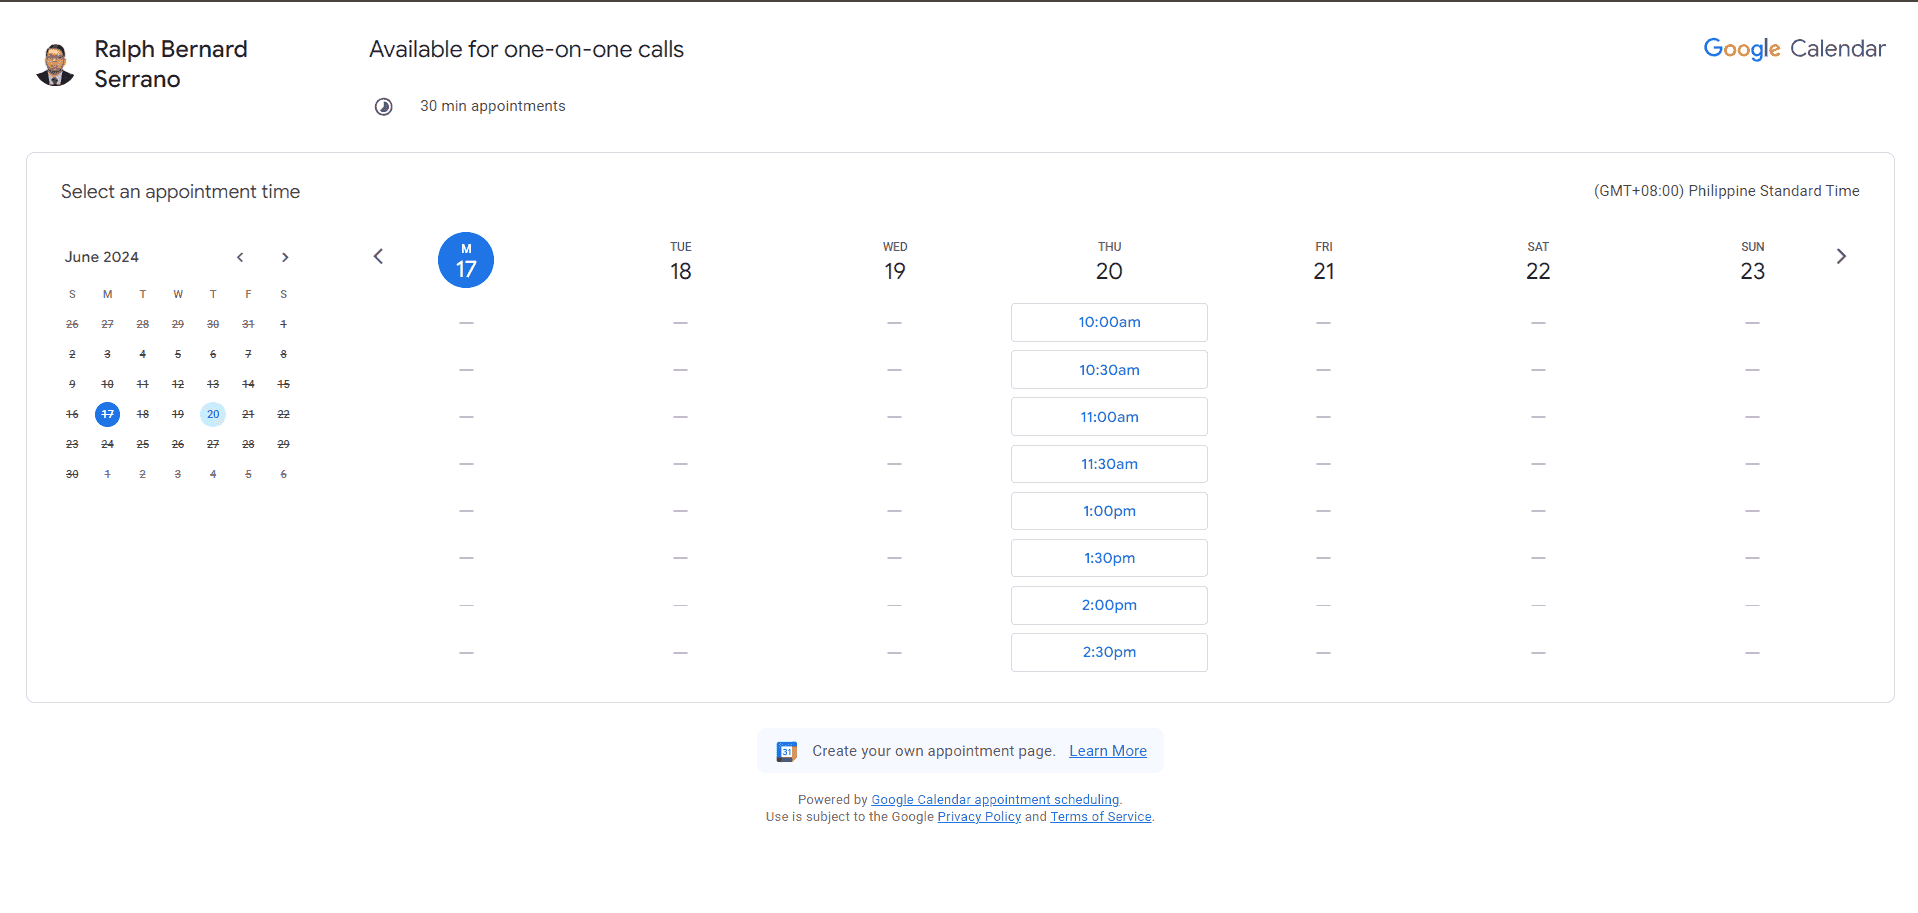 Ralph Bernard
Serrano
Available for one-on-one calls
30 min appointments
Google Calendar
Select an appointment time
(GMT+08:00) Philippine Standard Time
June 2024
S M T W T F S
26 27 28 29 30 31 1
2 3 4 5 6 7 8
9 10 11 12 13 14 15
16 17 18 19 20 21 22
23 24 25 26 27 28 29
30 1 2 3 4 5 6
M TUE WED THU FRI SAT SUN
17 18 19 20 21 22 23
— — — 10:00am — — —
— — — 10:30am — — —
— — — 11:00am — — —
— — — 11:30am — — —
— — — 1:00pm — — —
— — — 1:30pm — — —
— — — 2:00pm — — —
— — — 2:30pm — — —
31 Create your own appointment page. Learn More
Powered by Google Calendar appointment scheduling.
Use is subject to the Google Privacy Policy and Terms of Service.